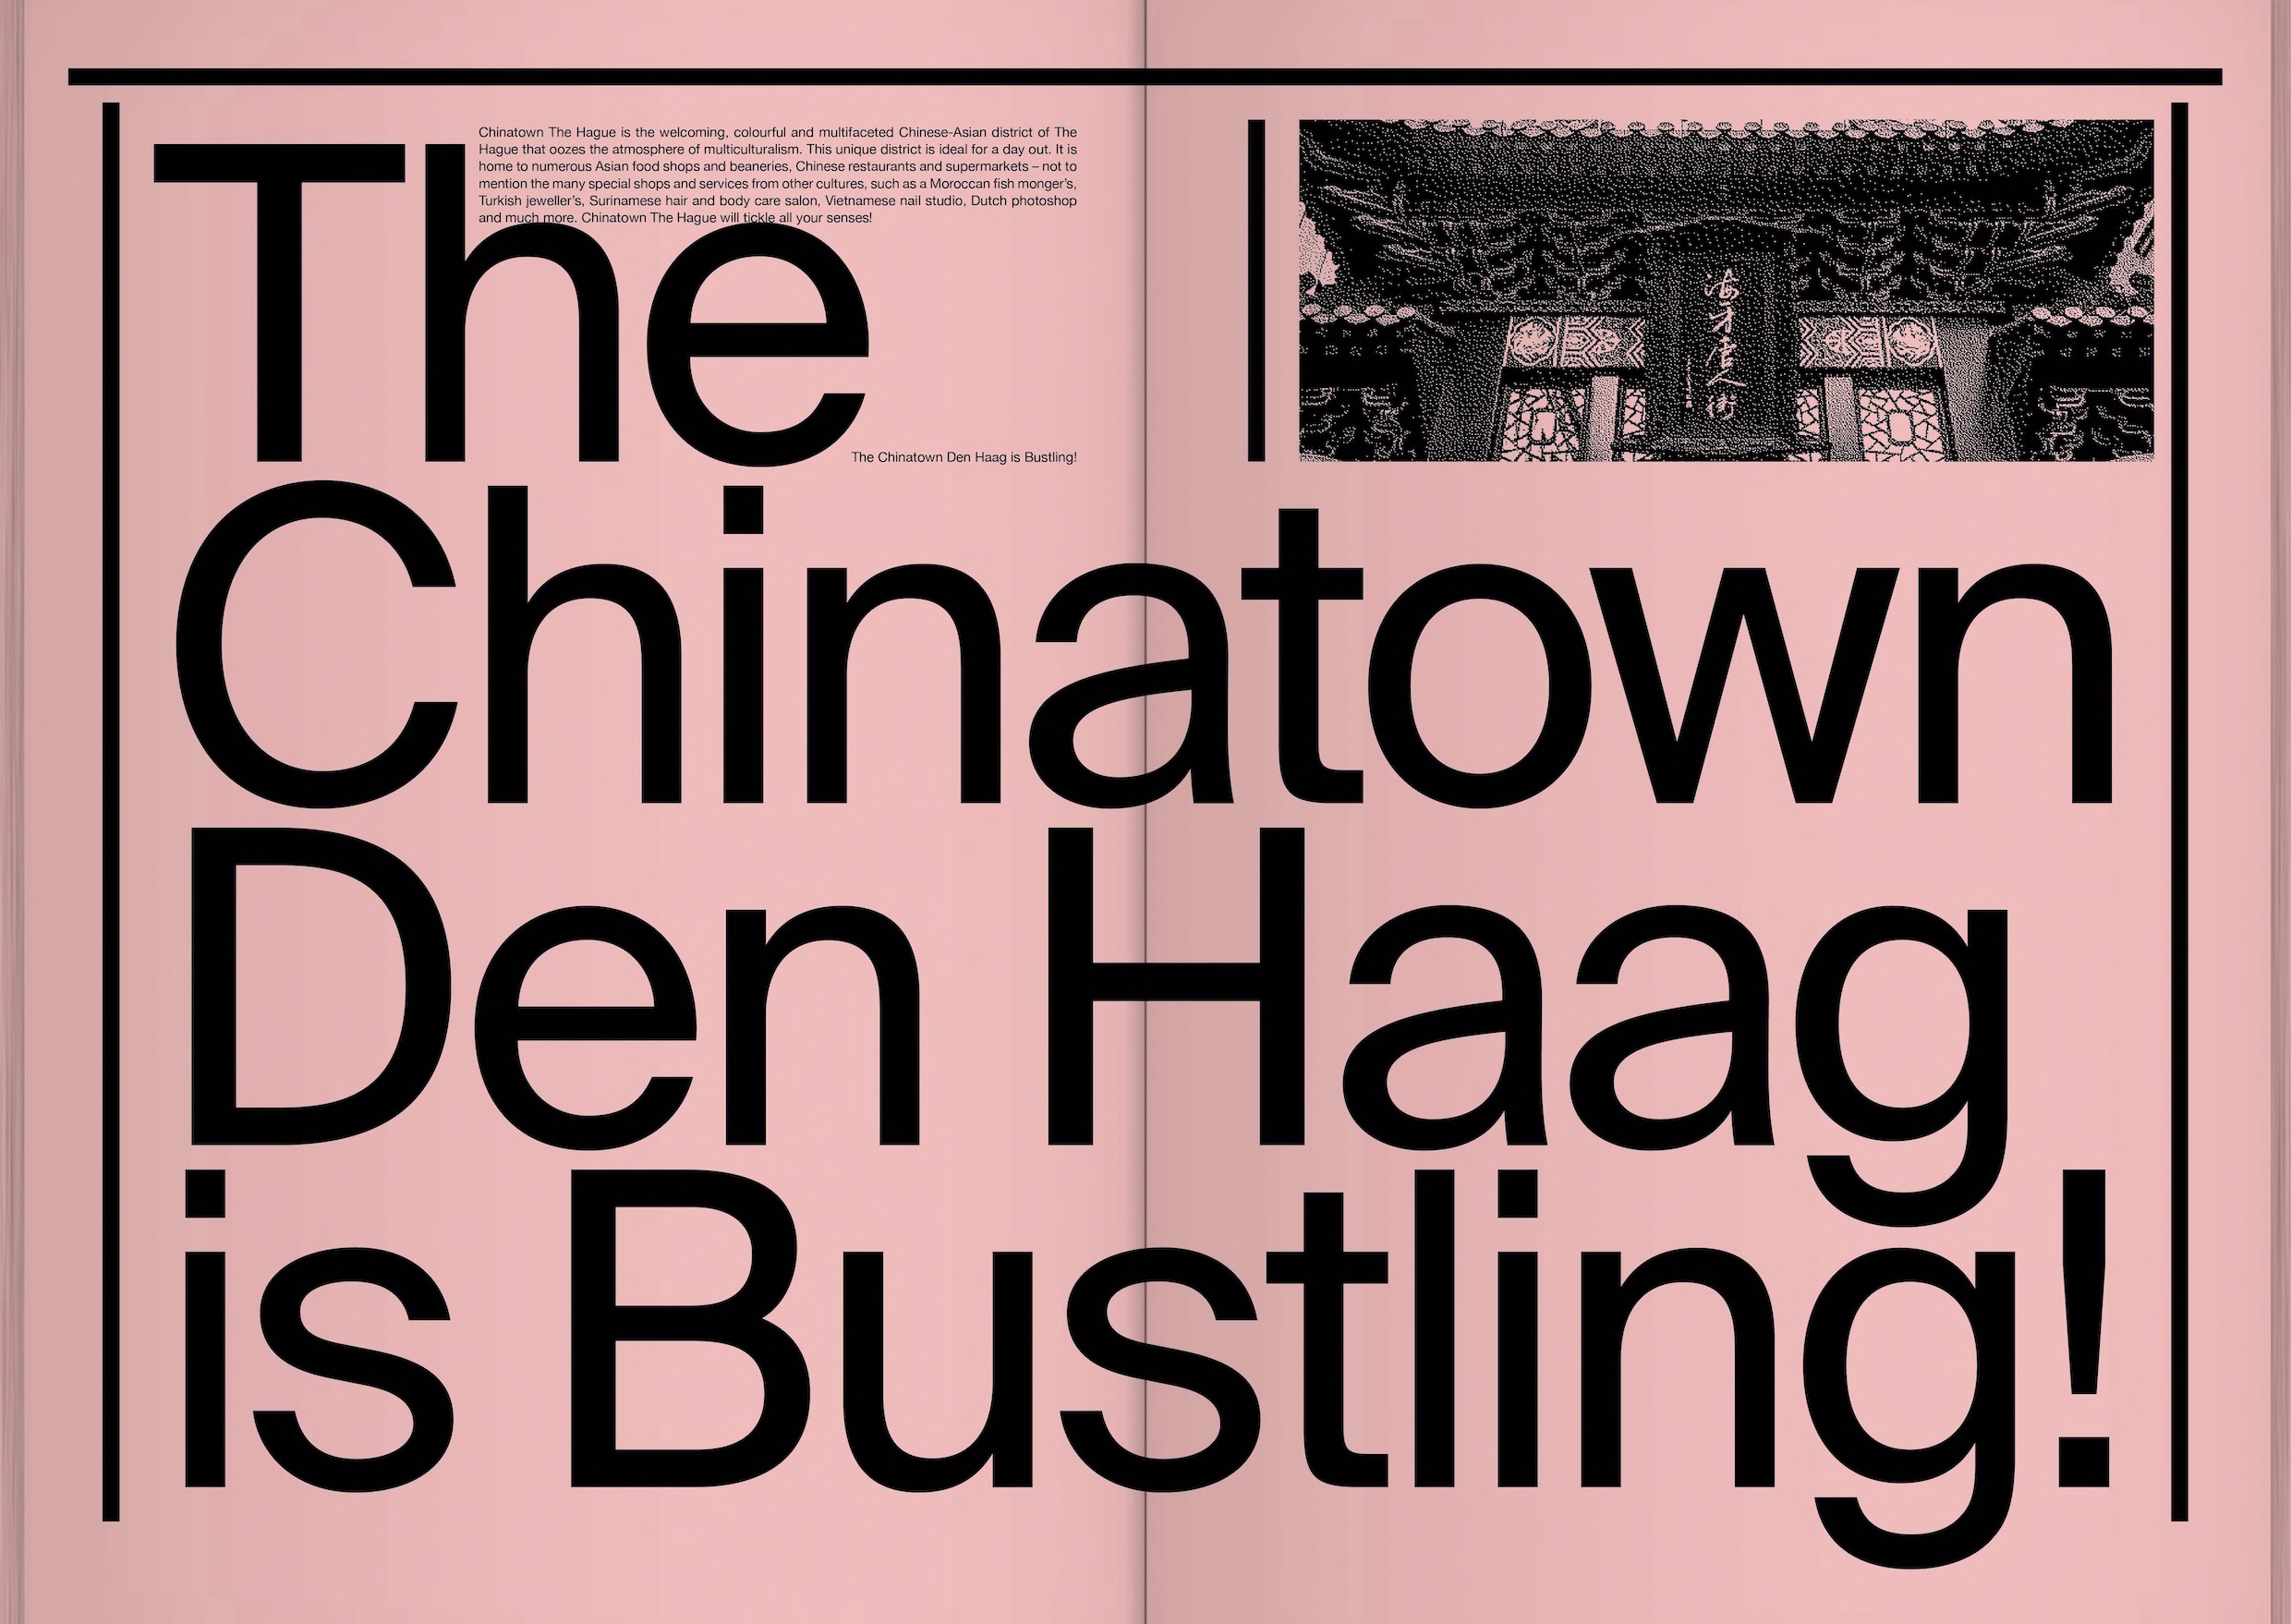 The
Chinatown The Hague is the welcoming, colourful and multifaceted Chinese-Asian district of The
Hague that oozes the atmosphere of multiculturalism. This unique district is ideal for a day out. It is
home to numerous Asian food shops and beaneries, Chinese restaurants and supermarkets – not to
mention the many special shops and services from other cultures, such as a Moroccan fish monger's,
Turkish jeweller's, Surinamese hair and body care salon, Vietnamese nail studio, Dutch photoshop
and much more. Chinatown The Hague will tickle all your senses!
The Chinatown Den Haag is Bustling!
海牙唐人街
Chinatown
Den Haag
is Bustling!